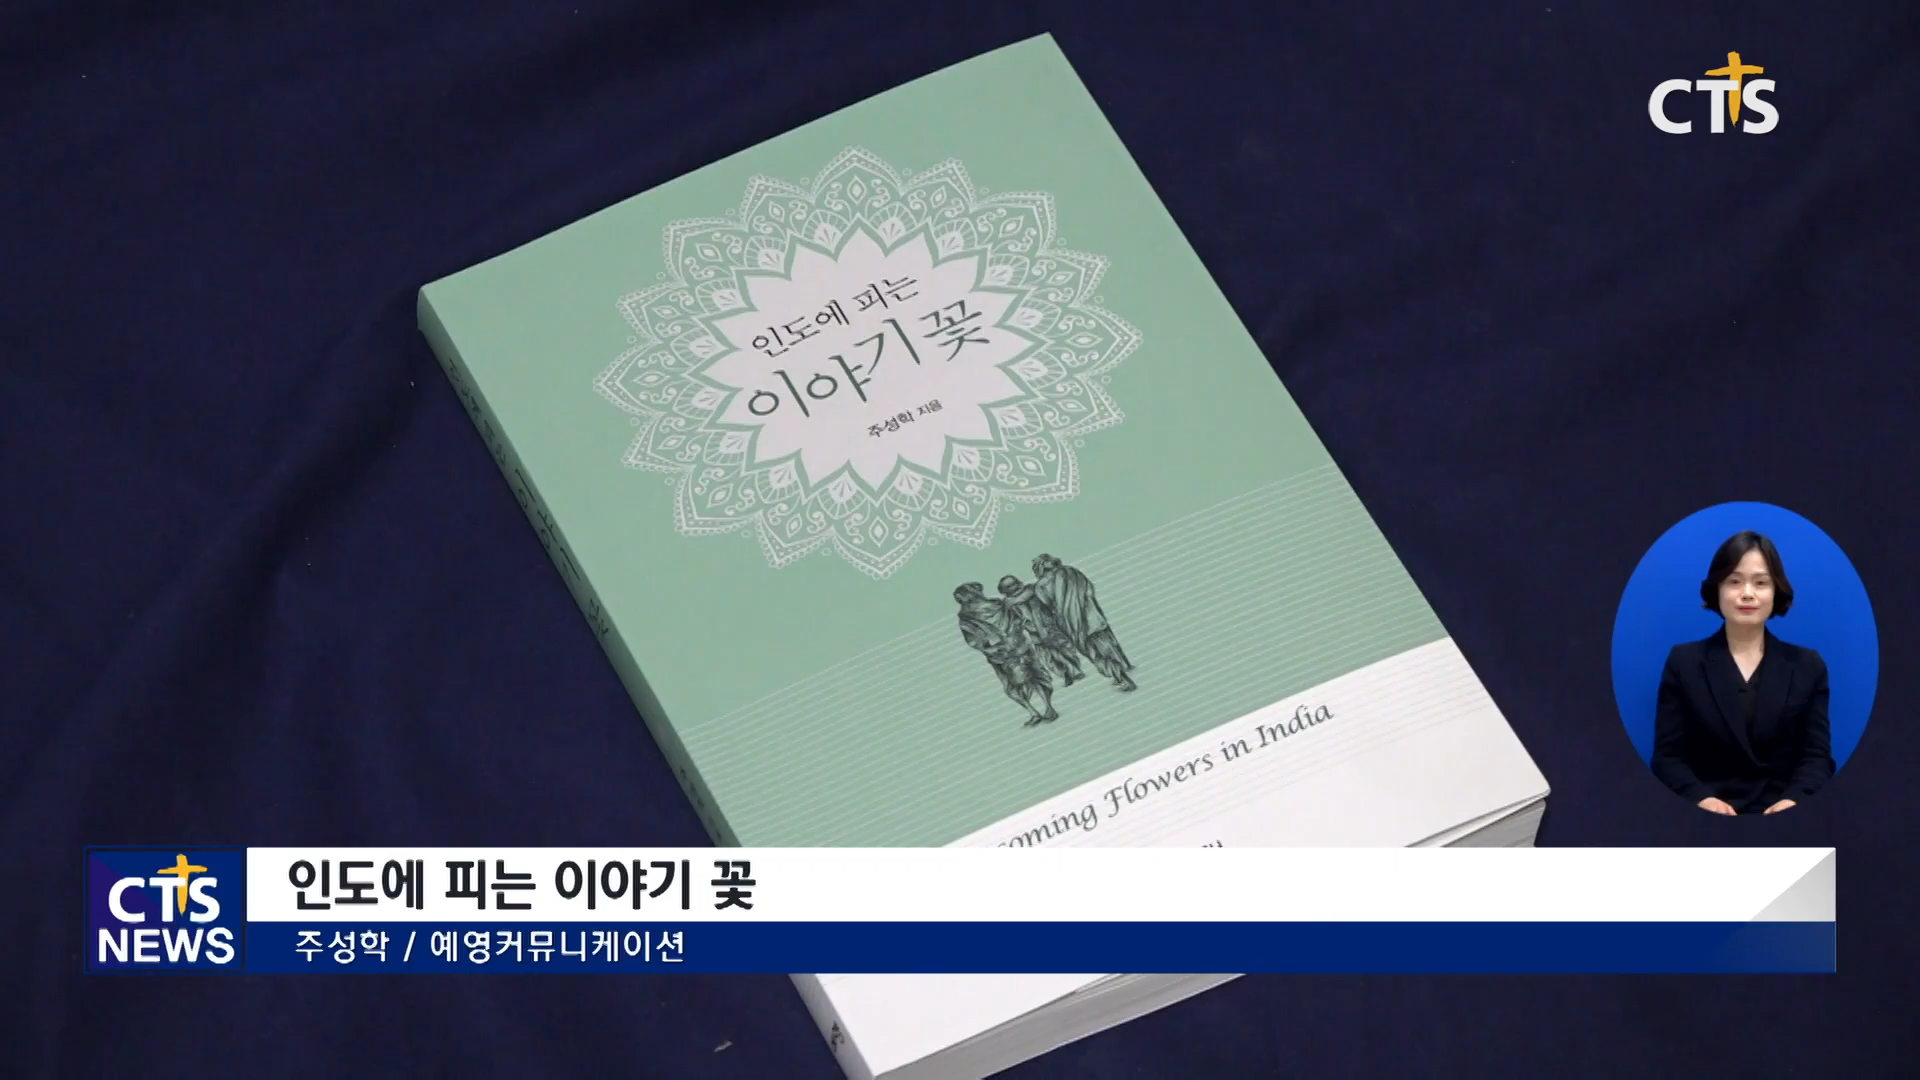 CTS
인도에 피는
이야기 꽃
주성학 지음
Flowers in India
CTS
NEWS
인도에 피는 이야기 꽃
주성학 / 예영커뮤니케이션